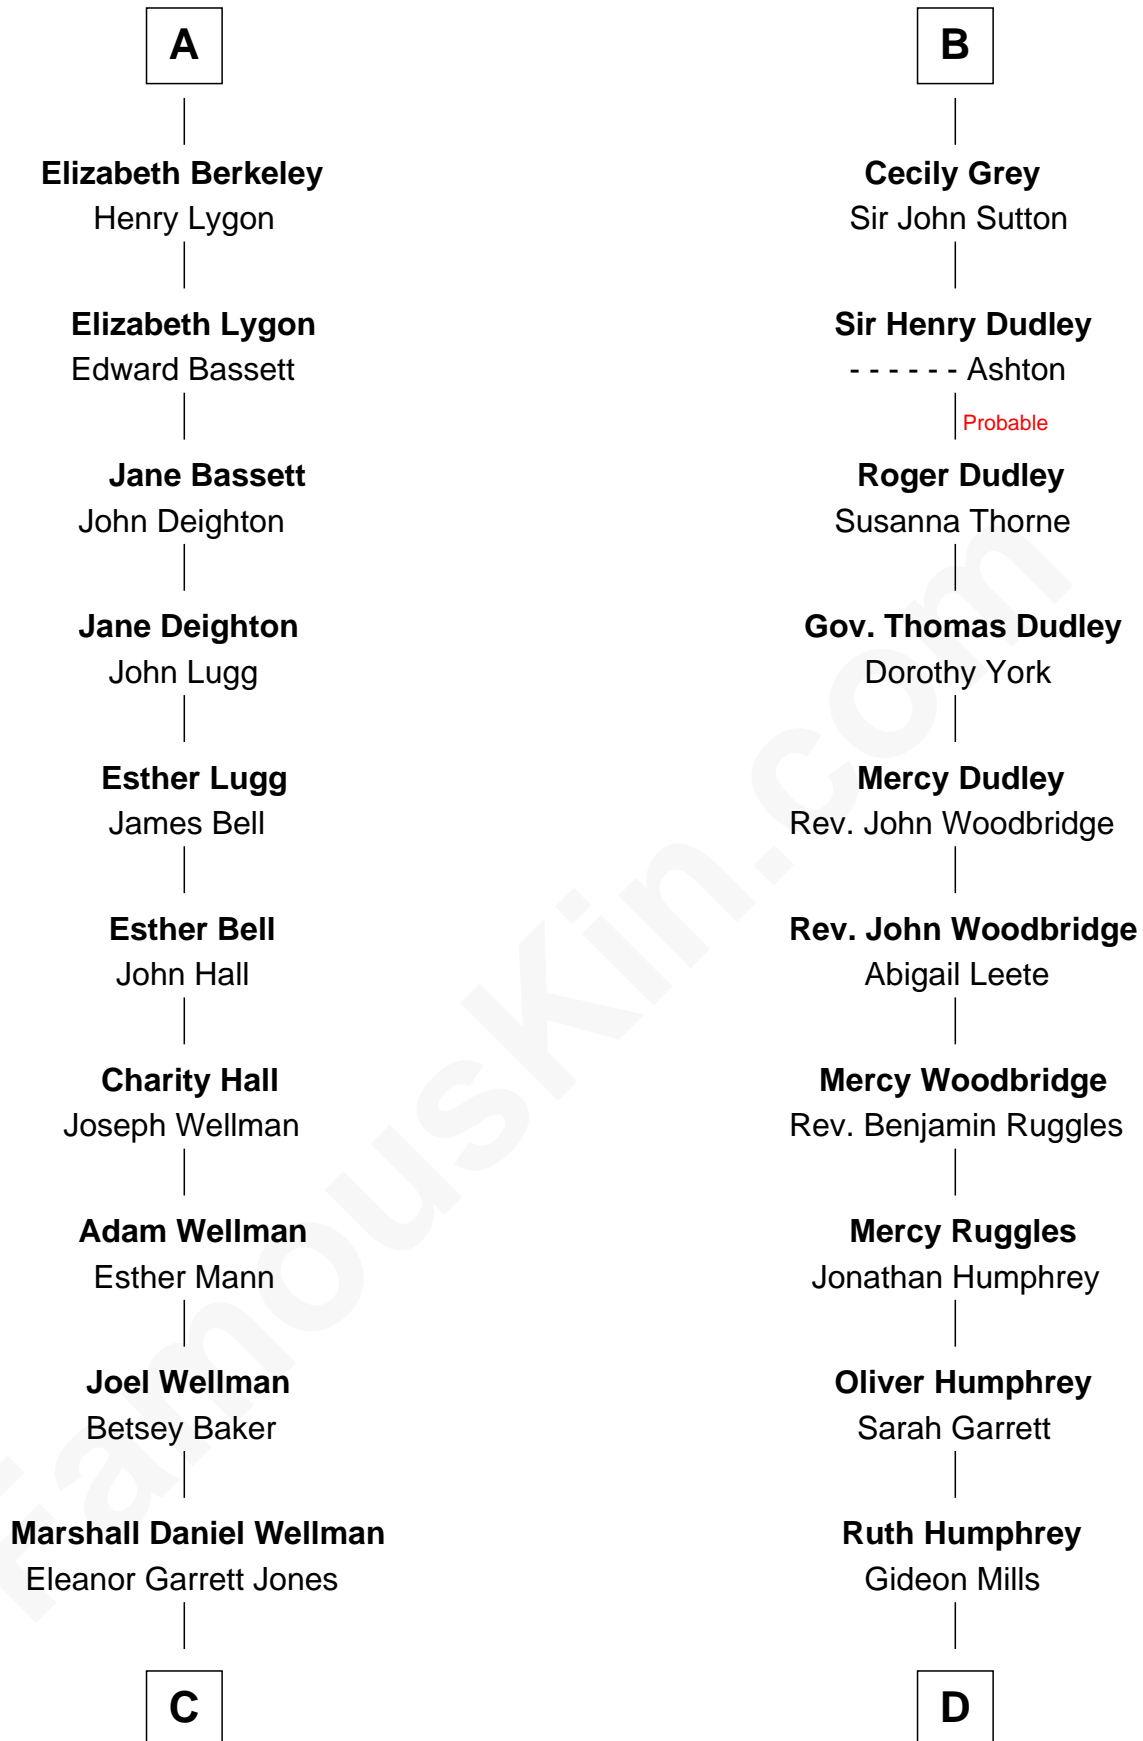 A
Elizabeth Berkeley
Henry Lygon
Elizabeth Lygon
Edward Bassett
Jane Bassett
John Deighton
Jane Deighton
John Lugg
Esther Lugg
James Bell
Esther Bell
John Hall
Charity Hall
Joseph Wellman
Adam Wellman
Esther Mann
Joel Wellman
Betsey Baker
Marshall Daniel Wellman
Eleanor Garrett Jones
C
B
Cecily Grey
Sir John Sutton
Sir Henry Dudley
- - - - - - Ashton
Probable
Roger Dudley
Susanna Thorne
Gov. Thomas Dudley
Dorothy York
Mercy Dudley
Rev. John Woodbridge
Rev. John Woodbridge
Abigail Leete
Mercy Woodbridge
Rev. Benjamin Ruggles
Mercy Ruggles
Jonathan Humphrey
Oliver Humphrey
Sarah Garrett
Ruth Humphrey
Gideon Mills
D
FamousKin.com